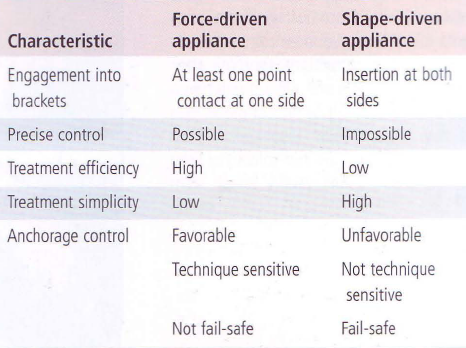 Characteristic Force-driven appliance Shape-driven appliance
Engagement into brackets At least one point contact at one side Insertion at both sides
Precise control Possible Impossible
Treatment efficiency High Low
Treatment simplicity Low High
Anchorage control Favorable Unfavorable
Technique sensitive Not technique sensitive
Not fail-safe Fail-safe